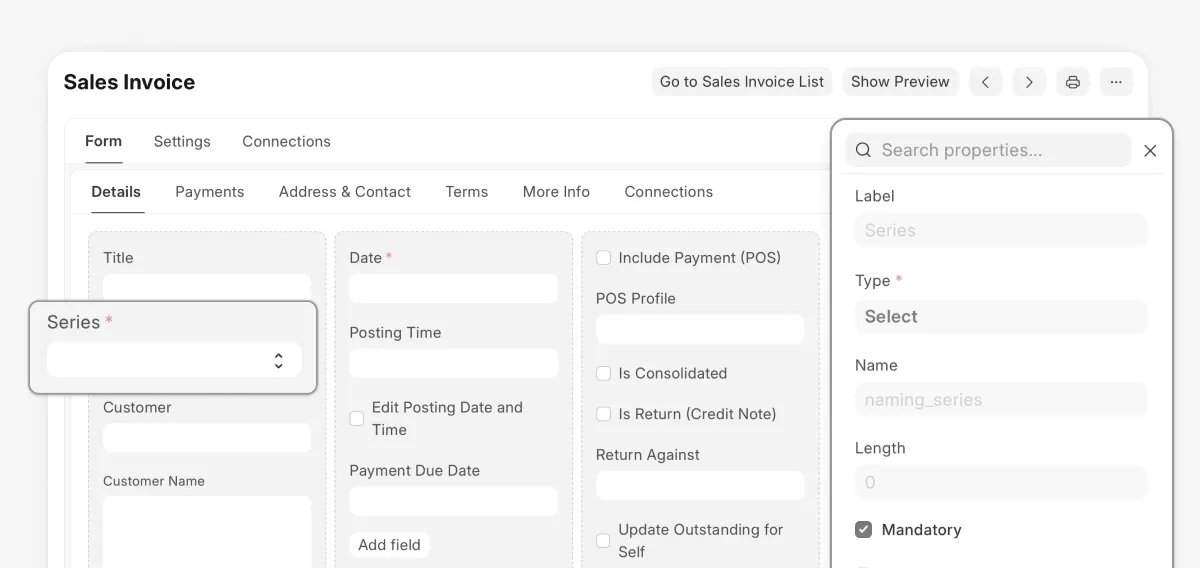 Sales Invoice
Go to Sales Invoice List
Show Preview
Form
Settings
Connections
Details
Payments
Address & Contact
Terms
More Info
Connections
Title
Series *
Customer
Customer Name
Date *
Posting Time
Edit Posting Date and
Time
Payment Due Date
Add field
Include Payment (POS)
POS Profile
Is Consolidated
Is Return (Credit Note)
Return Against
Update Outstanding for
Self
Search properties...
Label
Series
Type *
Select
Name
naming_series
Length
0
Mandatory